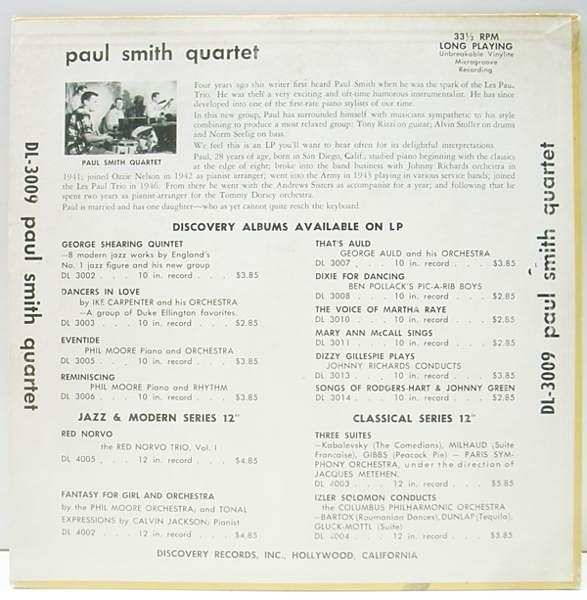 paul smith quartet
33⅓ RPM
LONG PLAYING
Unbreakable Vinylite
Microgroove
Recording
PAUL SMITH QUARTET
Four years ago this writer first heard Paul Smith when he was the spark of the Les Paul
Trio. He was then a very exciting and oft-time humorous instrumentalist. He has since
developed into one of the first-rate piano stylists of our time.
In this new group, Paul has surrounded himself with musicians sympathetic to his style
combining to produce a most relaxed group: Tony Rizzi on guitar; Alvin Stoller on drums
and Norm Seelig on bass.
We feel this is an LP you'll want to hear often for its delightful interpretations.
Paul, 28 years of age, born in San Diego, Calif., studied piano beginning with the classics
at the edge of eight; broke into the band business with Johnny Richards orchestra in
1941; joined Ozzie Nelson in 1942 as pianist arranger; went into the Army in 1943 playing in various service bands; joined
the Les Paul Trio in 1946. From there he went with the Andrews Sisters as accompanist for a year; and following that he
spent two years as pianist-arranger for the Tommy Dorsey orchestra.
Paul is married and has one daughter—who as yet cannot quite reach the keyboard.
DL-3009 paul smith quartet
DL-3009 paul smith quartet
DISCOVERY ALBUMS AVAILABLE ON LP
GEORGE SHEARING QUINTET
—8 modern jazz works by England's
No. 1 jazz figure and his new group
DL 3002 . . . 10 in. record . . . $3.85
DANCERS IN LOVE
by IKE CARPENTER and his ORCHESTRA
—A group of Duke Ellington favorites.
DL 3003 . . . 10 in. record . . . $2.85
EVENTIDE
PHIL MOORE Piano and ORCHESTRA
DL 3005 . . . 10 in. record . . . $3.85
REMINISCING
PHIL MOORE Piano and RHYTHM
DL 3006 . . . 10 in. record . . . $3.85
THAT'S AULD
GEORGE AULD and his ORCHESTRA
DL 3007 . . . 10 in. record . . . $3.85
DIXIE FOR DANCING
BEN POLLACK'S PIC-A-RIB BOYS
DL 3008 . . . 10 in. record . . . $2.85
THE VOICE OF MARTHA RAYE
DL 3010 . . . 10 in. record . . . $2.85
MARY ANN McCALL SINGS
DL 3011 . . . 10 in. record . . . $2.85
DIZZY GILLESPIE PLAYS
JOHNNY RICHARDS CONDUCTS
DL 3013 . . . 10 in. record . . . $3.85
SONGS OF RODGERS-HART & JOHNNY GREEN
DL 3014 . . . 10 in. record . . . $2.85
JAZZ & MODERN SERIES 12"
RED NORVO
the RED NORVO TRIO, Vol. I
DL 4005 . . . 12 in. record . . . $4.85
FANTASY FOR GIRL AND ORCHESTRA
by the PHIL MOORE ORCHESTRA; and TONAL
EXPRESSIONS by CALVIN JACKSON, Pianist
DL 4002 . . . 12 in. record . . . $4.85
CLASSICAL SERIES 12"
THREE SUITES
—Kabalevsky (The Comedians), MILHAUD (Suite
Francaise), GIBBS (Peacock Pie) — PARIS SYM-
PHONY ORCHESTRA, under the direction of
JACQUES METEHEN.
DL 4003 . . . 12 in. record . . . $5.85
IZLER SOLOMON CONDUCTS
the COLUMBUS PHILHARMONIC ORCHESTRA
—BARTOK (Roumanian Dances), DUNLAP (Tequila),
GLUCK-MOTTL (Suite)
DL 4004 . . . 12 in. record . . . $5.85
DISCOVERY RECORDS, INC., HOLLYWOOD, CALIFORNIA